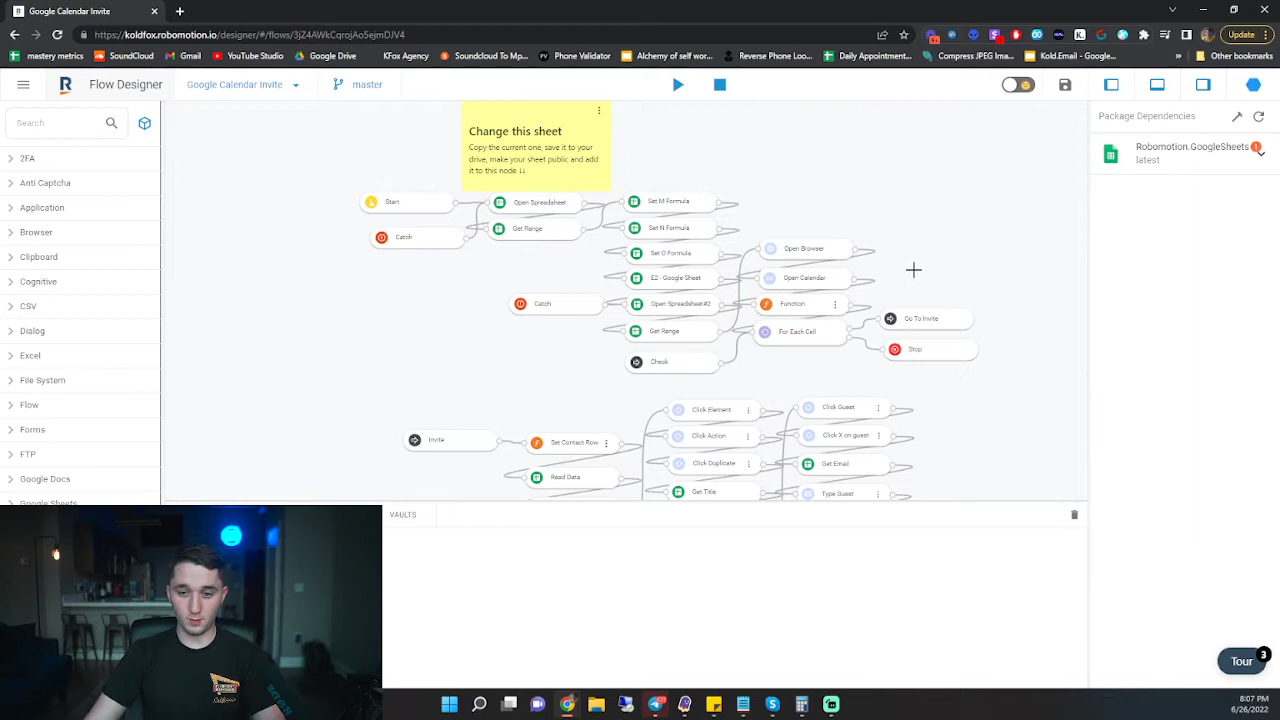 Google Calendar Invite
https://koldfox.robomotion.io/designer/#/flows/3jZ4AWkCqrojAo5ejmDJV4
Update
mastery metrics
SoundCloud
Gmail
YouTube
Phone Validator
KFox Agency
Soundcloud To Mp...
Phone Validator
Alchemy of self wor...
Reverse Phone Loo...
Daily Appointment...
Compress JPEG Ima...
Kold.Email - Google...
Other bookmarks
Flow Designer
Google Calendar Invite
master
Search
2FA
Anti Captcha
Application
Browser
Clipboard
Cognitive
CSV
Dialog
Excel
File System
Flow
Forms
FTP
Google Docs
Google Sheets
Change this sheet
Copy the current one, save it to your
drive, make your sheet public and add
it to this node ↓↓
Start
Catch
Open Spreadsheet
Get Range
Set M Formula
Set N Formula
Set O Formula
E2 - Google Sheet
Catch
Open Spreadsheet#2
Get Range
Check
Open Browser
Open Calendar
Function
For Each Cell
Go To Invite
Stop
Invite
Set Contact Row
Read Data
Click Element
Click Action
Click Duplicate
Get Title
Click Guest
Click X on guest
Get Email
Type Guest
Package Dependencies
Robomotion.GoogleSheets
latest
VAULTS
Tour
3
8:07 PM
6/26/2022